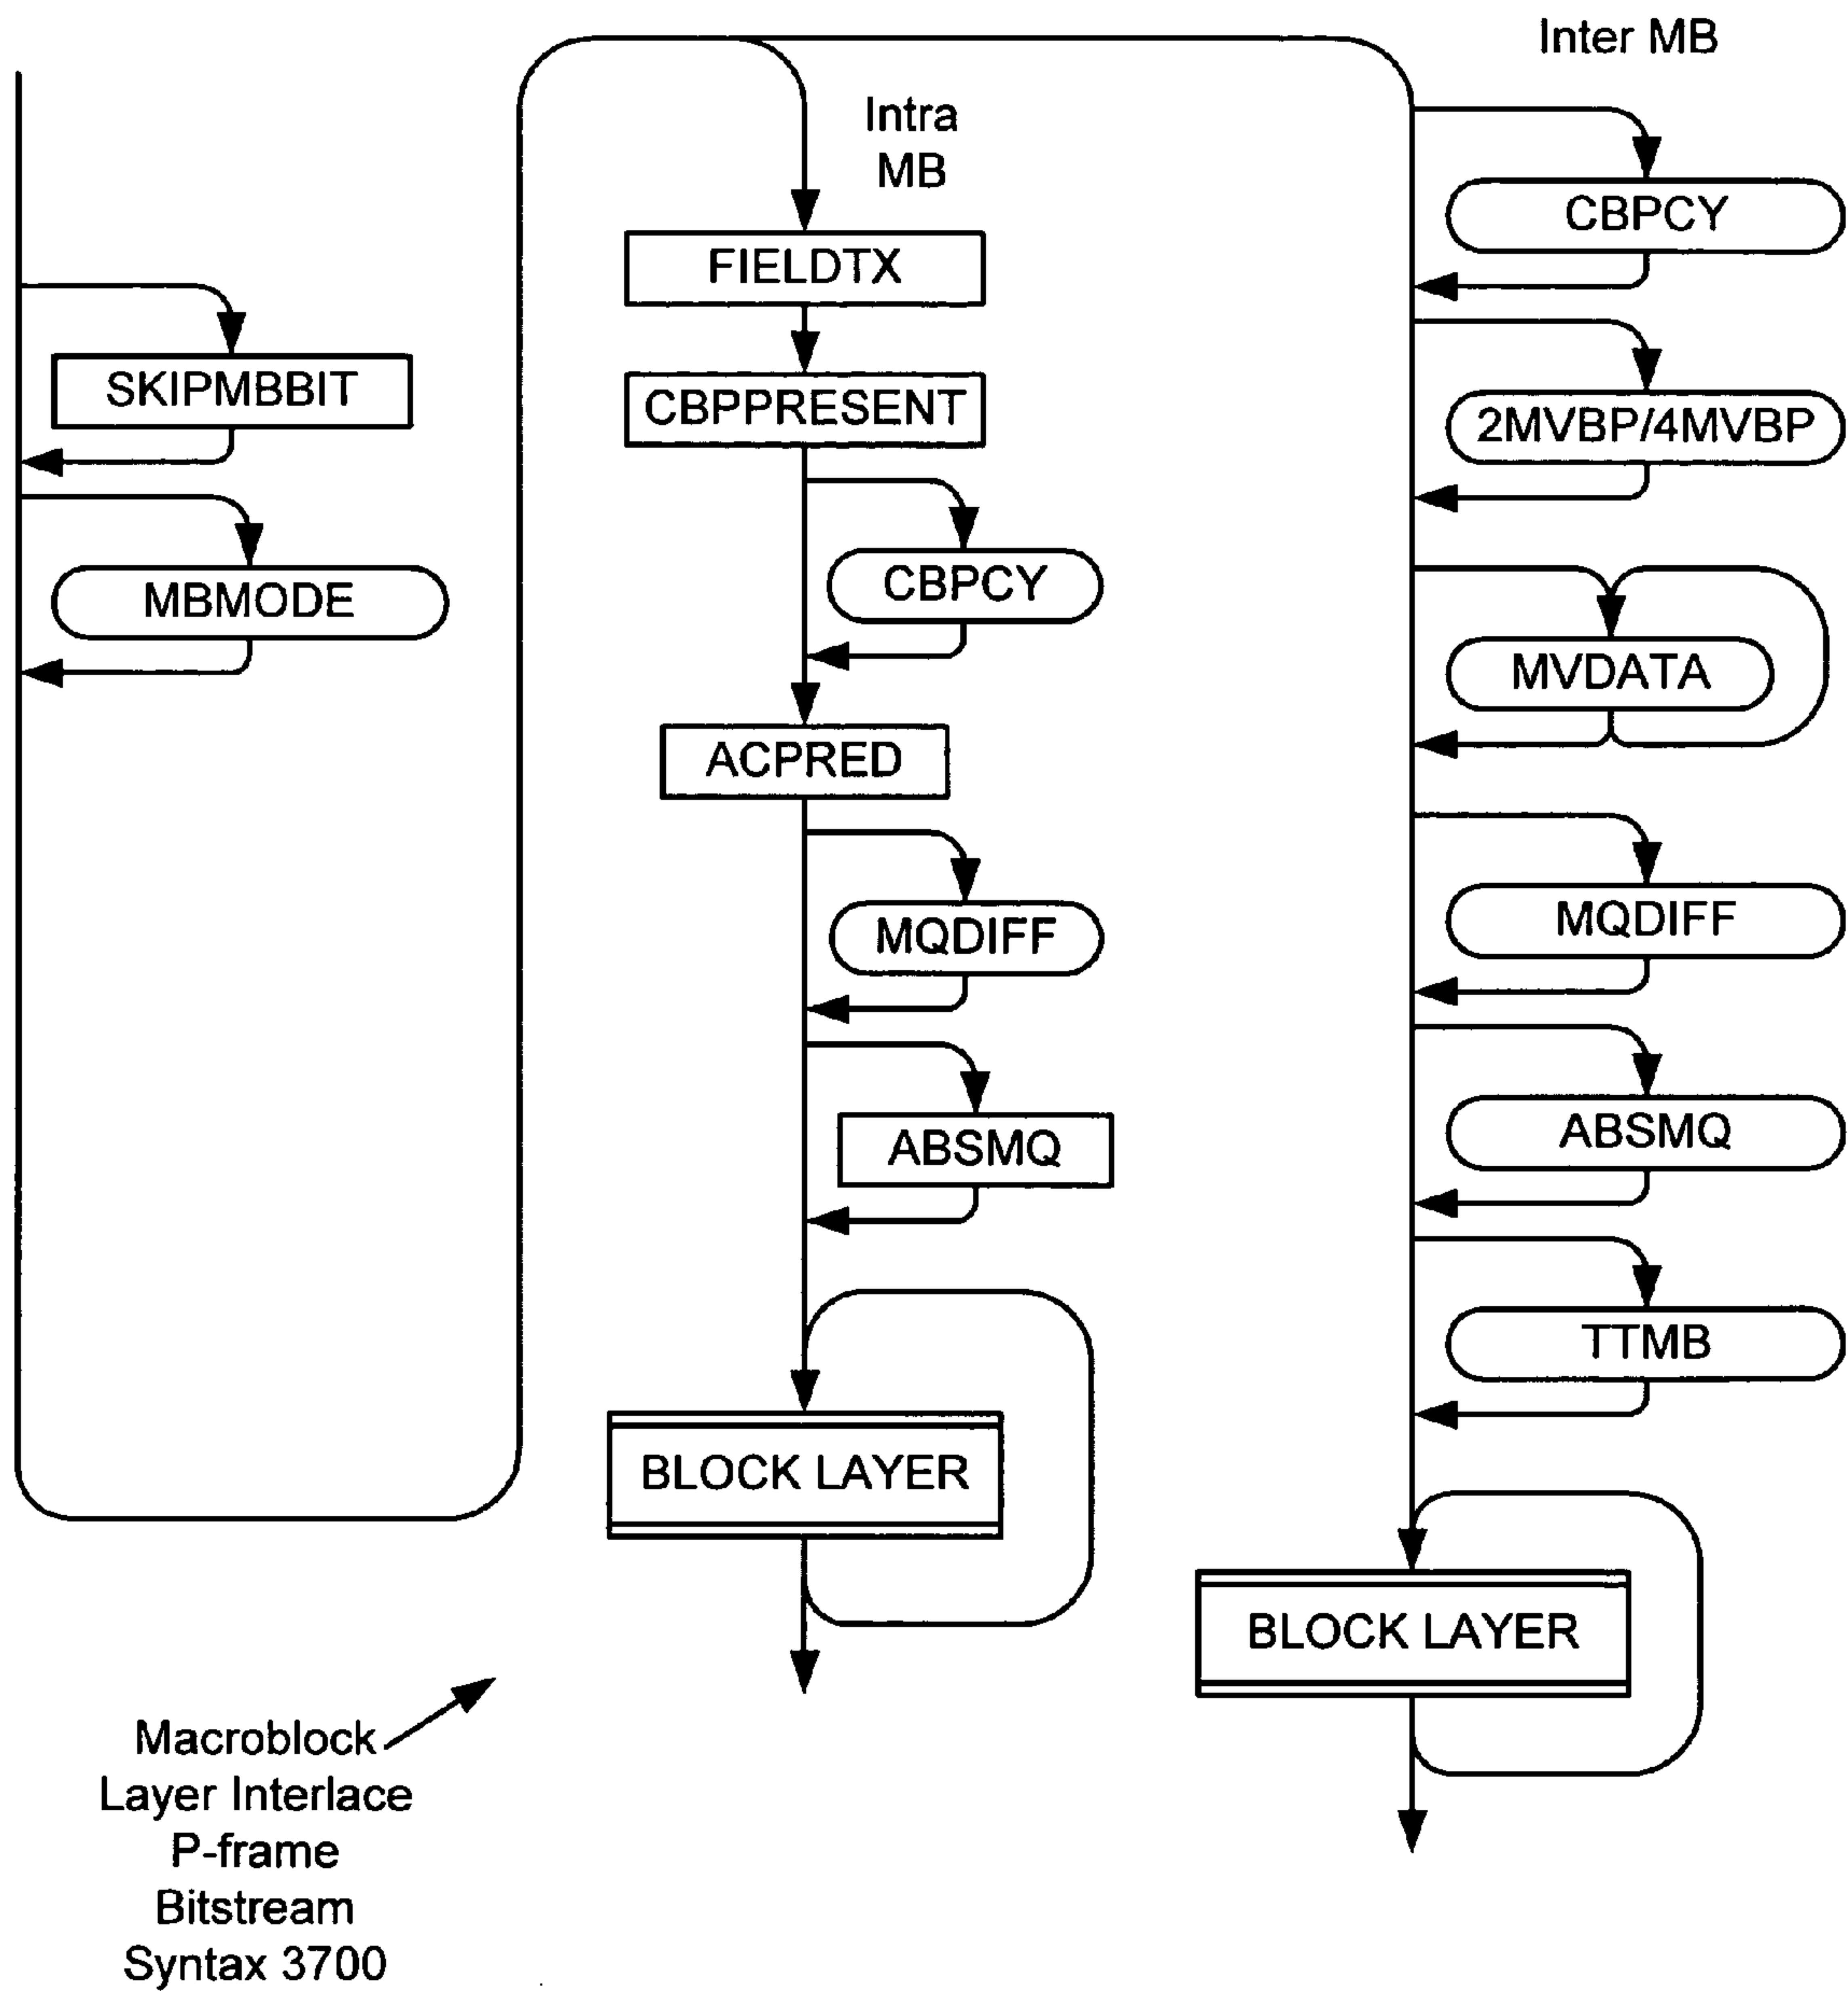 SKIPMBBIT
MBMODE
Intra
MB
FIELDTX
CBPPRESENT
CBPCY
ACPRED
MQDIFF
ABSMQ
BLOCK LAYER
Inter MB
CBPCY
2MVBP/4MVBP
MVDATA
MQDIFF
ABSMQ
TTMB
BLOCK LAYER
Macroblock
Layer Interlace
P-frame
Bitstream
Syntax 3700